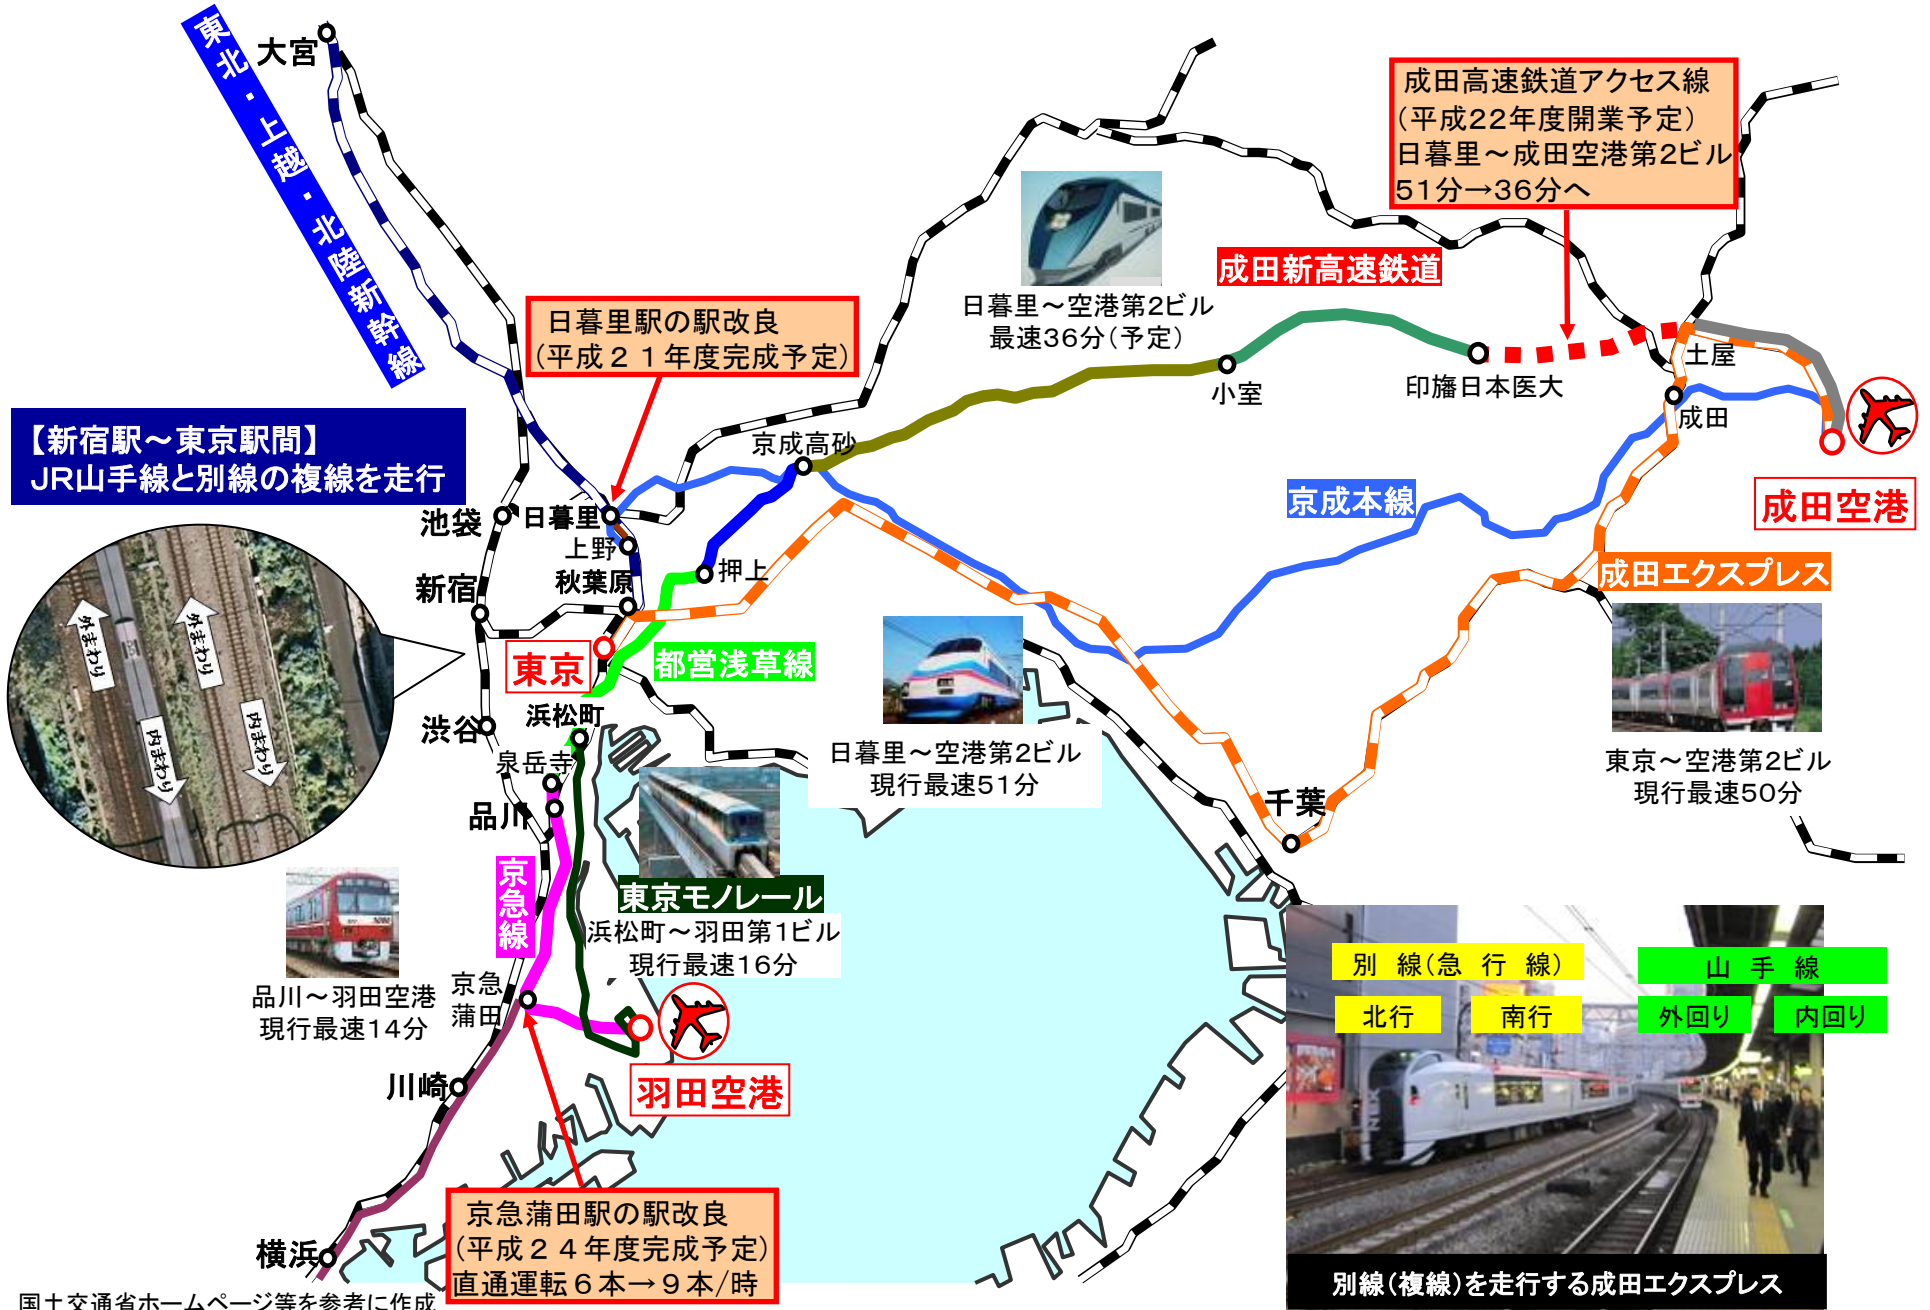 大宮
東北・上越・北陸新幹線
成田高速鉄道アクセス線
(平成22年度開業予定)
日暮里～成田空港第2ビル
51分→36分へ
成田新高速鉄道
日暮里～空港第2ビル
最速36分(予定)
日暮里駅の駅改良
(平成21年度完成予定)
土屋
小室
印旛日本医大
成田
【新宿駅～東京駅間】
JR山手線と別線の複線を走行
京成高砂
京成本線
成田空港
池袋
日暮里
上野
押上
新宿
秋葉原
成田エクスプレス
外まわり
外まわり
内まわり
内まわり
東京
都営浅草線
渋谷
浜松町
泉岳寺
品川
日暮里～空港第2ビル
現行最速51分
東京～空港第2ビル
現行最速50分
千葉
京急線
東京モノレール
浜松町～羽田第1ビル
現行最速16分
品川～羽田空港
現行最速14分
京急
蒲田
別線(急行線)
山手線
北行
南行
外回り
内回り
川崎
羽田空港
N'EX
横浜
京急蒲田駅の駅改良
(平成24年度完成予定)
直通運転6本→9本/時
別線(複線)を走行する成田エクスプレス
国土交通省ホームページ等を参考に作成